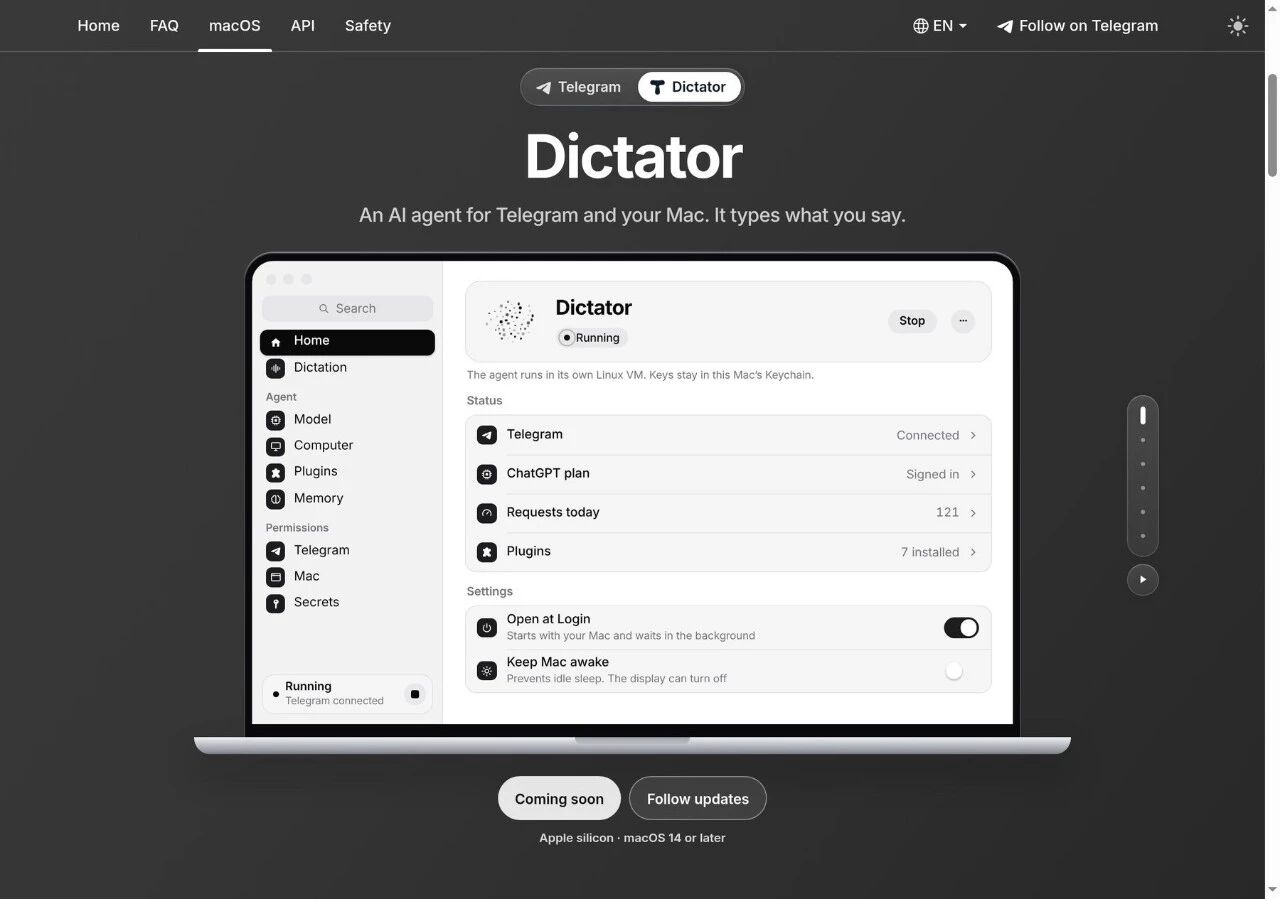 Home FAQ macOS API Safety EN Follow on Telegram
Telegram Dictator
Dictator
An AI agent for Telegram and your Mac. It types what you say.
Search
Home
Dictation
Agent
Model
Computer
Plugins
Memory
Permissions
Telegram
Mac
Secrets
Running
Telegram connected
Dictator
Running
Stop
The agent runs in its own Linux VM. Keys stay in this Mac’s Keychain.
Status
Telegram Connected
ChatGPT plan Signed in
Requests today 121
Plugins 7 installed
Settings
Open at Login
Starts with your Mac and waits in the background
Keep Mac awake
Prevents idle sleep. The display can turn off
Coming soon Follow updates
Apple silicon · macOS 14 or later